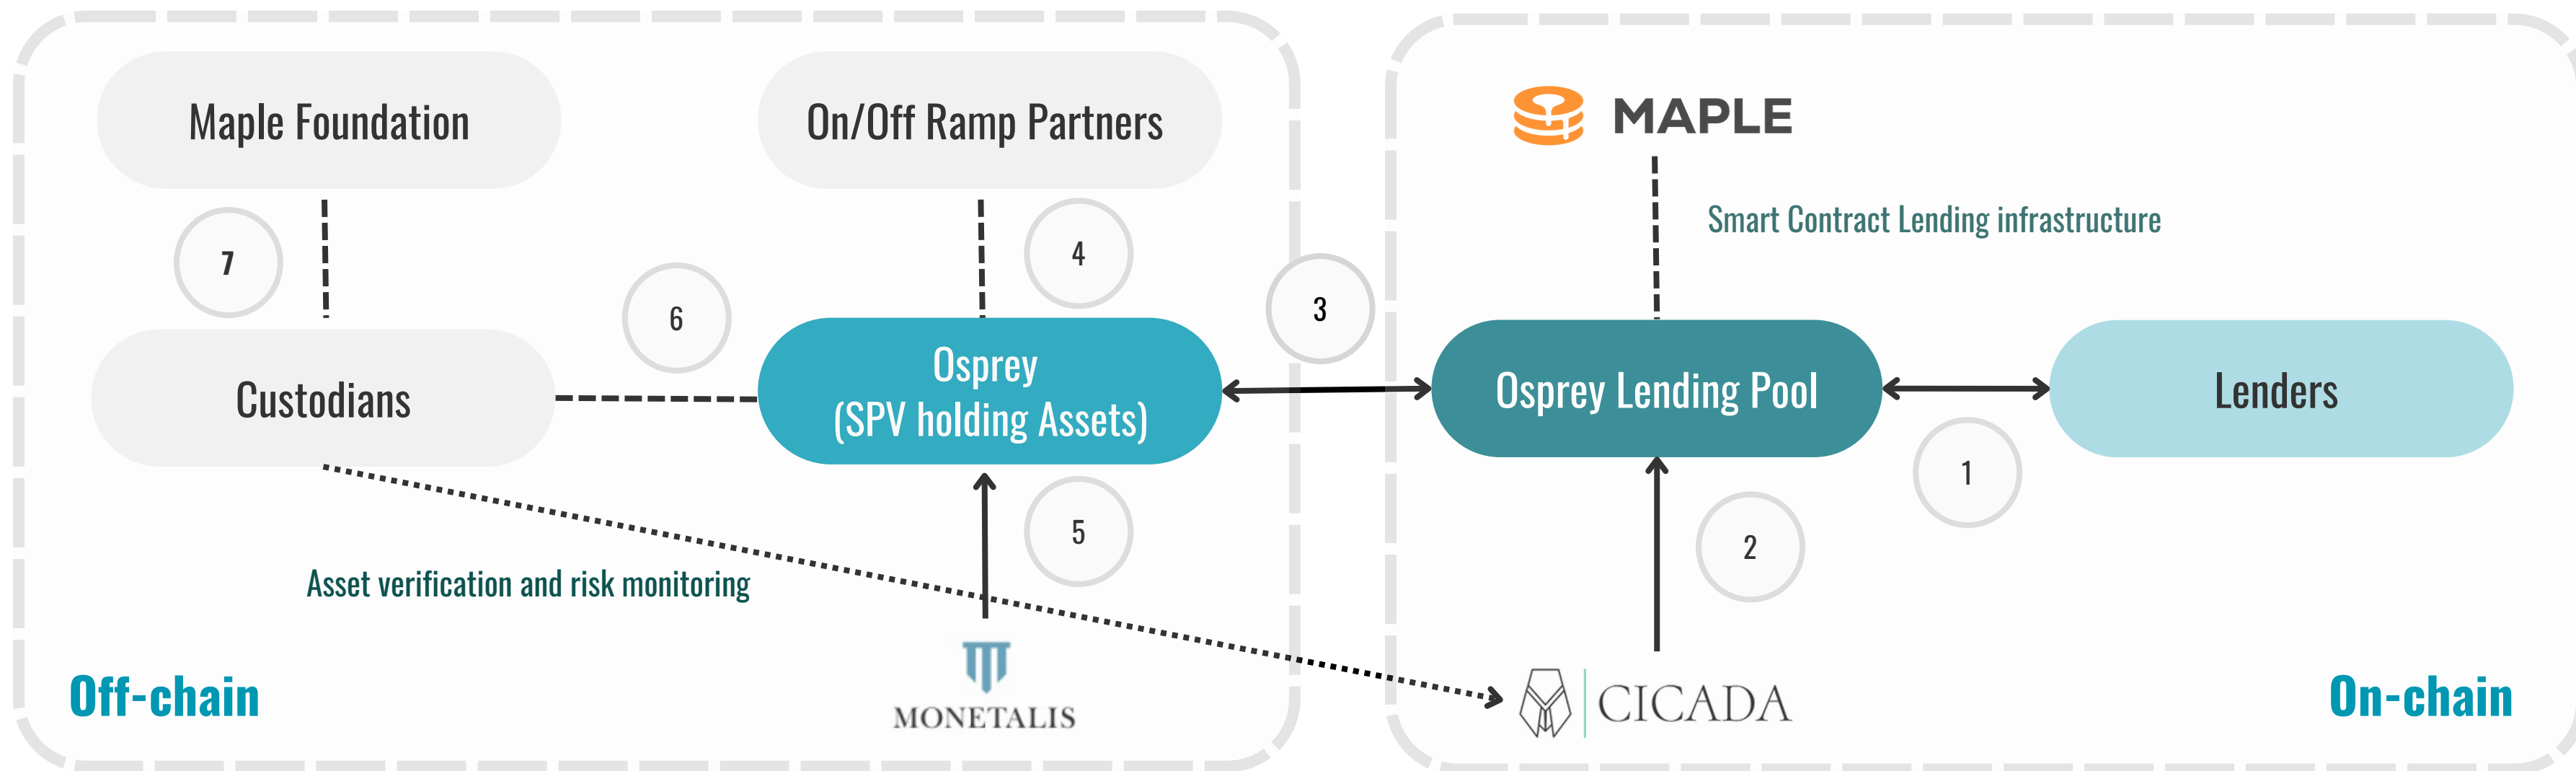 Maple Foundation
On/Off Ramp Partners
MAPLE
Smart Contract Lending infrastructure
7
4
6
3
Custodians
Osprey
(SPV holding Assets)
Osprey Lending Pool
Lenders
1
5
2
Asset verification and risk monitoring
Off-chain
MONETALIS
CICADA
On-chain